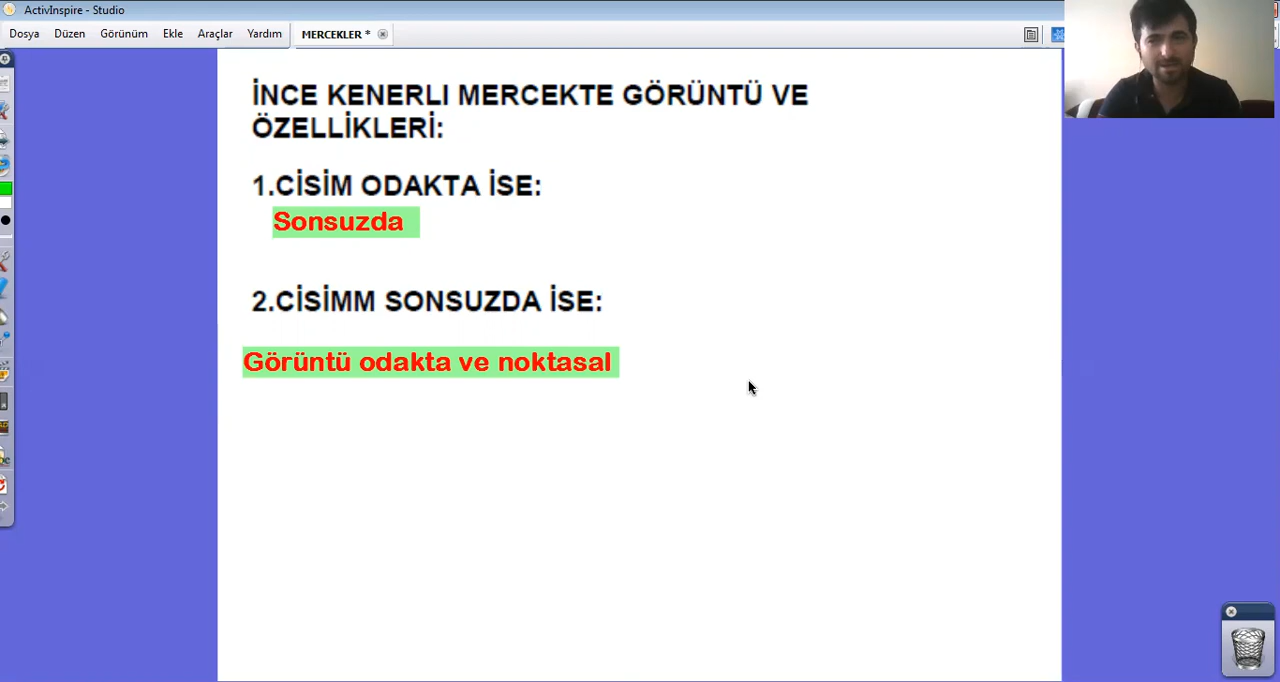 ActivInspire - Studio
Dosya Düzen Görünüm Ekle Araçlar Yardım MERCEKLER *
İNCE KENERLI MERCEKTE GÖRÜNTÜ VE
ÖZELLİKLERİ:
1.CİSİM ODAKTA İSE:
Sonsuzda
2.CİSİMM SONSUZDA İSE:
Görüntü odakta ve noktasal